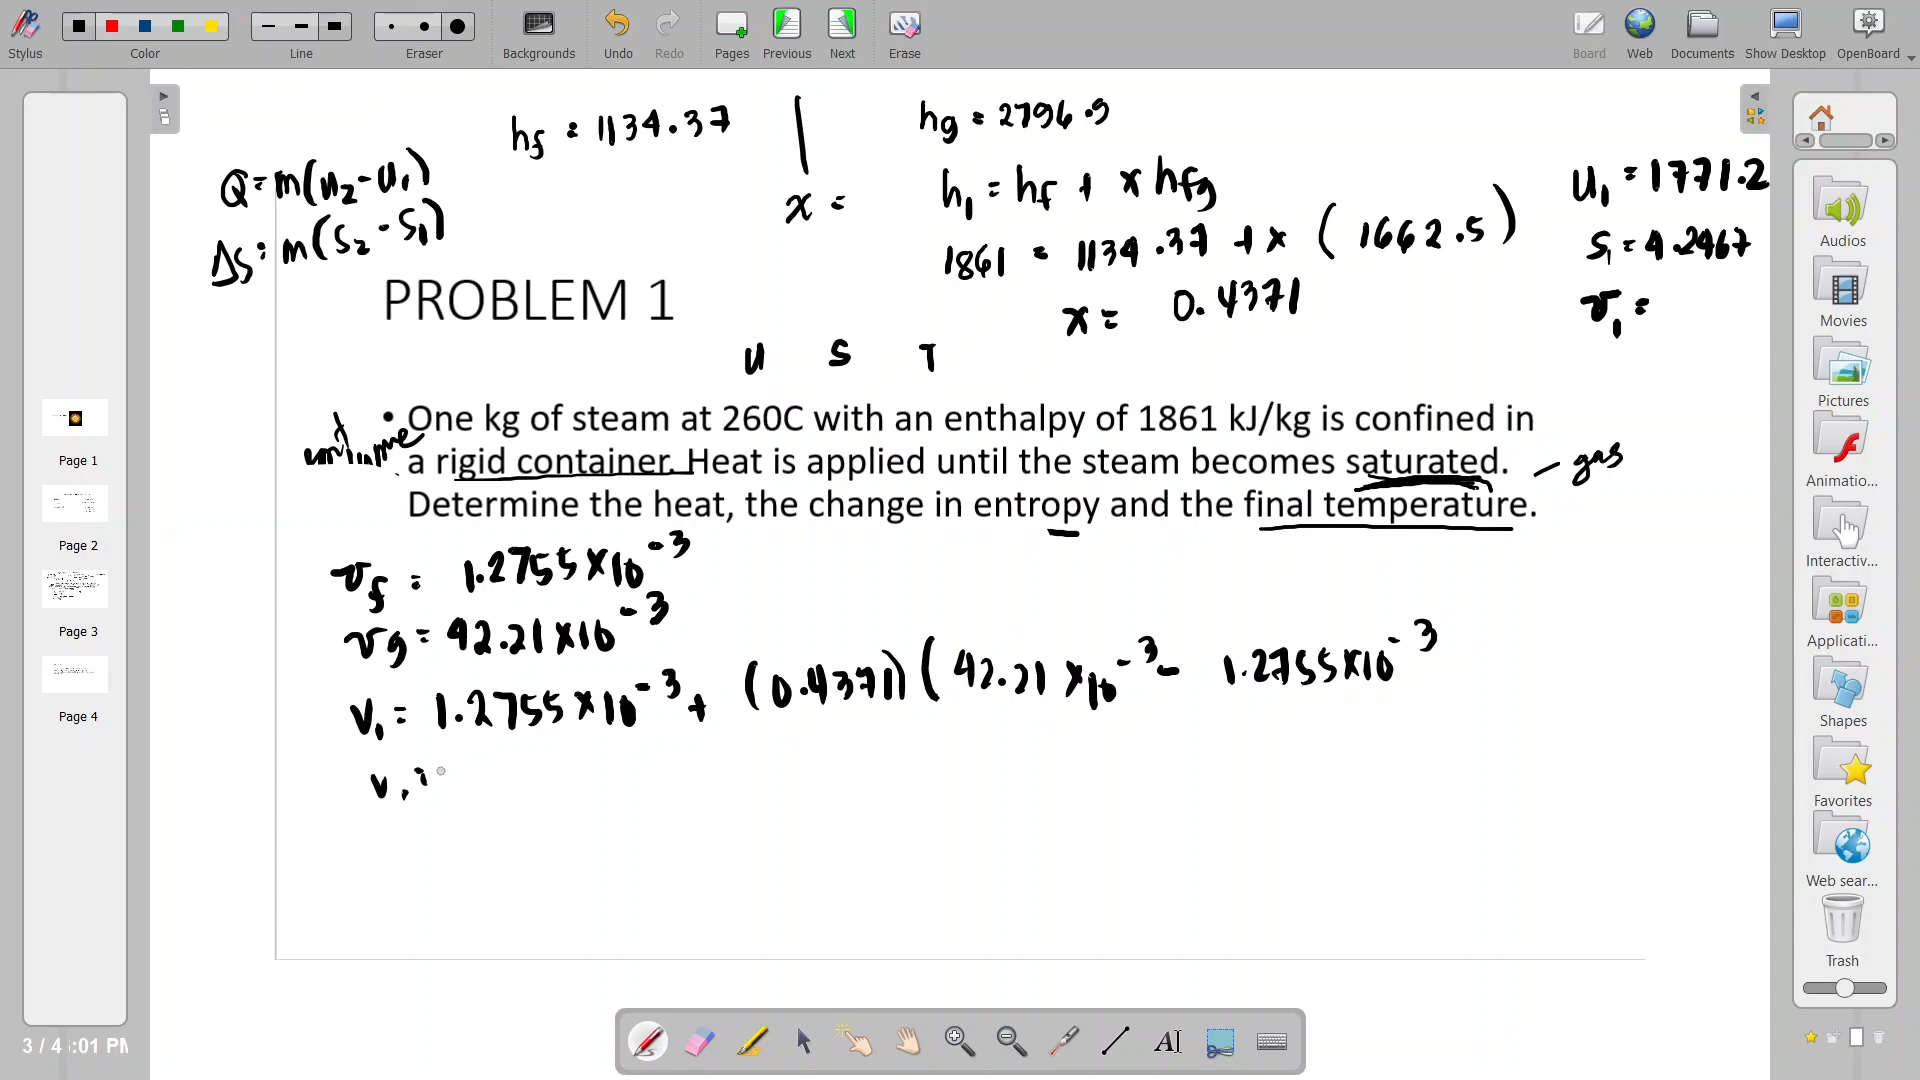 Stylus
Color
Line
Eraser
Backgrounds
Undo
Redo
Pages
Previous
Next
Erase
Board
Web
Documents
Show Desktop
OpenBoard
hf = 1134.37
hg = 2796.9
Q = m(u2 - u1)
ΔS = m(s2 - s1)
x =
h1 = hf + x hfg
1861 = 1134.37 + x (1662.5)
x = 0.4371
u1 = 1771.2
s1 = 4.2467
v1 =
PROBLEM 1
u s T
• One kg of steam at 260C with an enthalpy of 1861 kJ/kg is confined in
a rigid container. Heat is applied until the steam becomes saturated.
Determine the heat, the change in entropy and the final temperature.
- gas
vf = 1.2755 x 10^-3
vg = 42.21 x 10^-3
v1 = 1.2755 x 10^-3 + (0.4371)(42.21 x 10^-3 - 1.2755 x 10^-3
v1 =
Page 1
Page 2
Page 3
Page 4
3 / 4
:01 PM
Audios
Movies
Pictures
Animatio...
Interactiv...
Applicati...
Shapes
Favorites
Web sear...
Trash